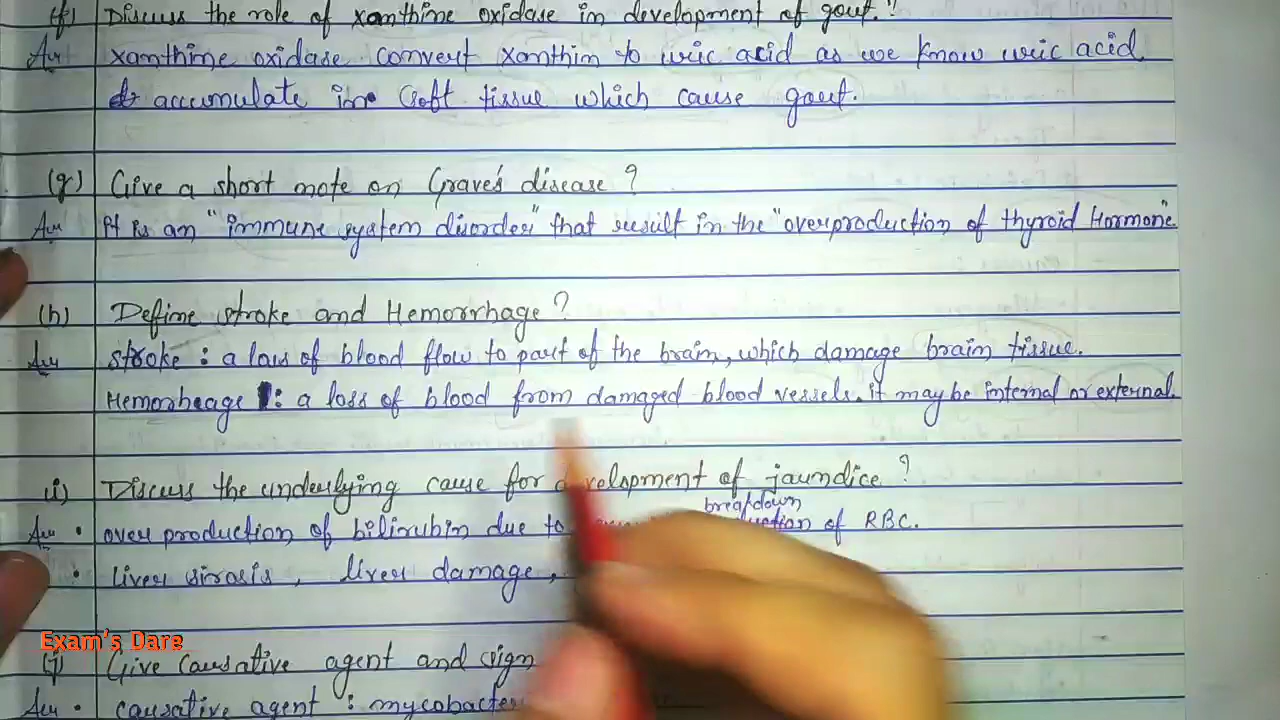 (f) Discuss the role of xanthine oxidase in development of gout.?
Ans xanthine oxidase convert xanthin to uric acid as we know uric acid
accumulate in soft tissue which cause gout.
(g) Give a short note on Grave's disease ?
Ans It is an "immune system disorder" that result in the "overproduction of thyroid Hormone
(h) Define stroke and Hemorrhage ?
Ans stroke : a loss of blood flow to part of the brain, which damage brain tissue.
Hemorrheage : a loss of blood from damaged blood vessels. it may be internal or external
(i) Discuss the underlying cause for development of jaundice ?
breakdown
Ans • over production of bilirubin due to of RBC.
• liver sirosis, liver damage,
Exam's Dare
(j) Give causative agent and sign
Ans • causative agent : mycobacter